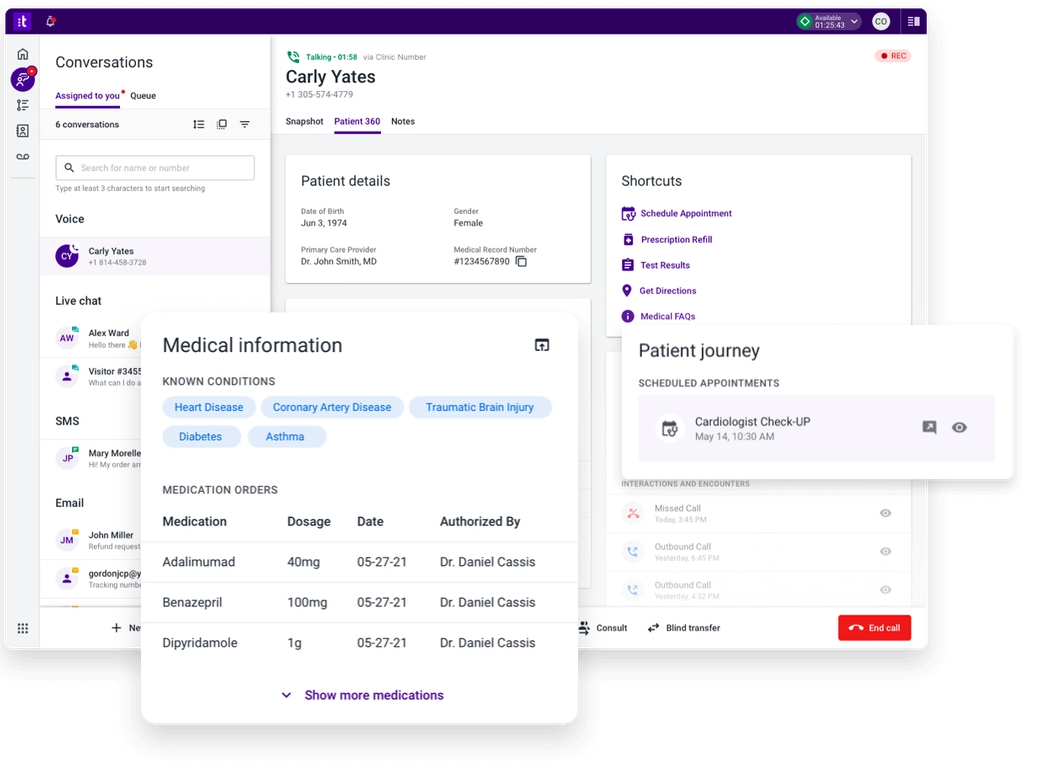 :t
Available
01:25:43
CO
Conversations
Assigned to you
Queue
6 conversations
Search for name or number
Type at least 3 characters to start searching
Voice
CY
Carly Yates
+1 814-458-3728
Live chat
AW
Alex Ward
Hello there 👋
Visitor #3455
What can I do a
SMS
JP
Mary Morelle
Hi! My order arr
Email
JM
John Miller
Refund request
gordonjcp@y
Tracking numb
Talking • 01:58 via Clinic Number
REC
Carly Yates
+1 305-574-4779
Snapshot
Patient 360
Notes
Patient details
Date of Birth
Jun 3, 1974
Gender
Female
Primary Care Provider
Dr. John Smith, MD
Medical Record Number
#1234567890
Shortcuts
Schedule Appointment
Prescription Refill
Test Results
Get Directions
Medical FAQs
Medical information
KNOWN CONDITIONS
Heart Disease
Coronary Artery Disease
Traumatic Brain Injury
Diabetes
Asthma
MEDICATION ORDERS
Medication Dosage Date Authorized By
Adalimumad 40mg 05-27-21 Dr. Daniel Cassis
Benazepril 100mg 05-27-21 Dr. Daniel Cassis
Dipyridamole 1g 05-27-21 Dr. Daniel Cassis
Show more medications
Patient journey
SCHEDULED APPOINTMENTS
Cardiologist Check-UP
May 14, 10:30 AM
INTERACTIONS AND ENCOUNTERS
Missed Call
Today, 3:45 PM
Outbound Call
Yesterday, 6:45 PM
Outbound Call
Yesterday, 4:32 PM
+ Ne
Consult
Blind transfer
End call